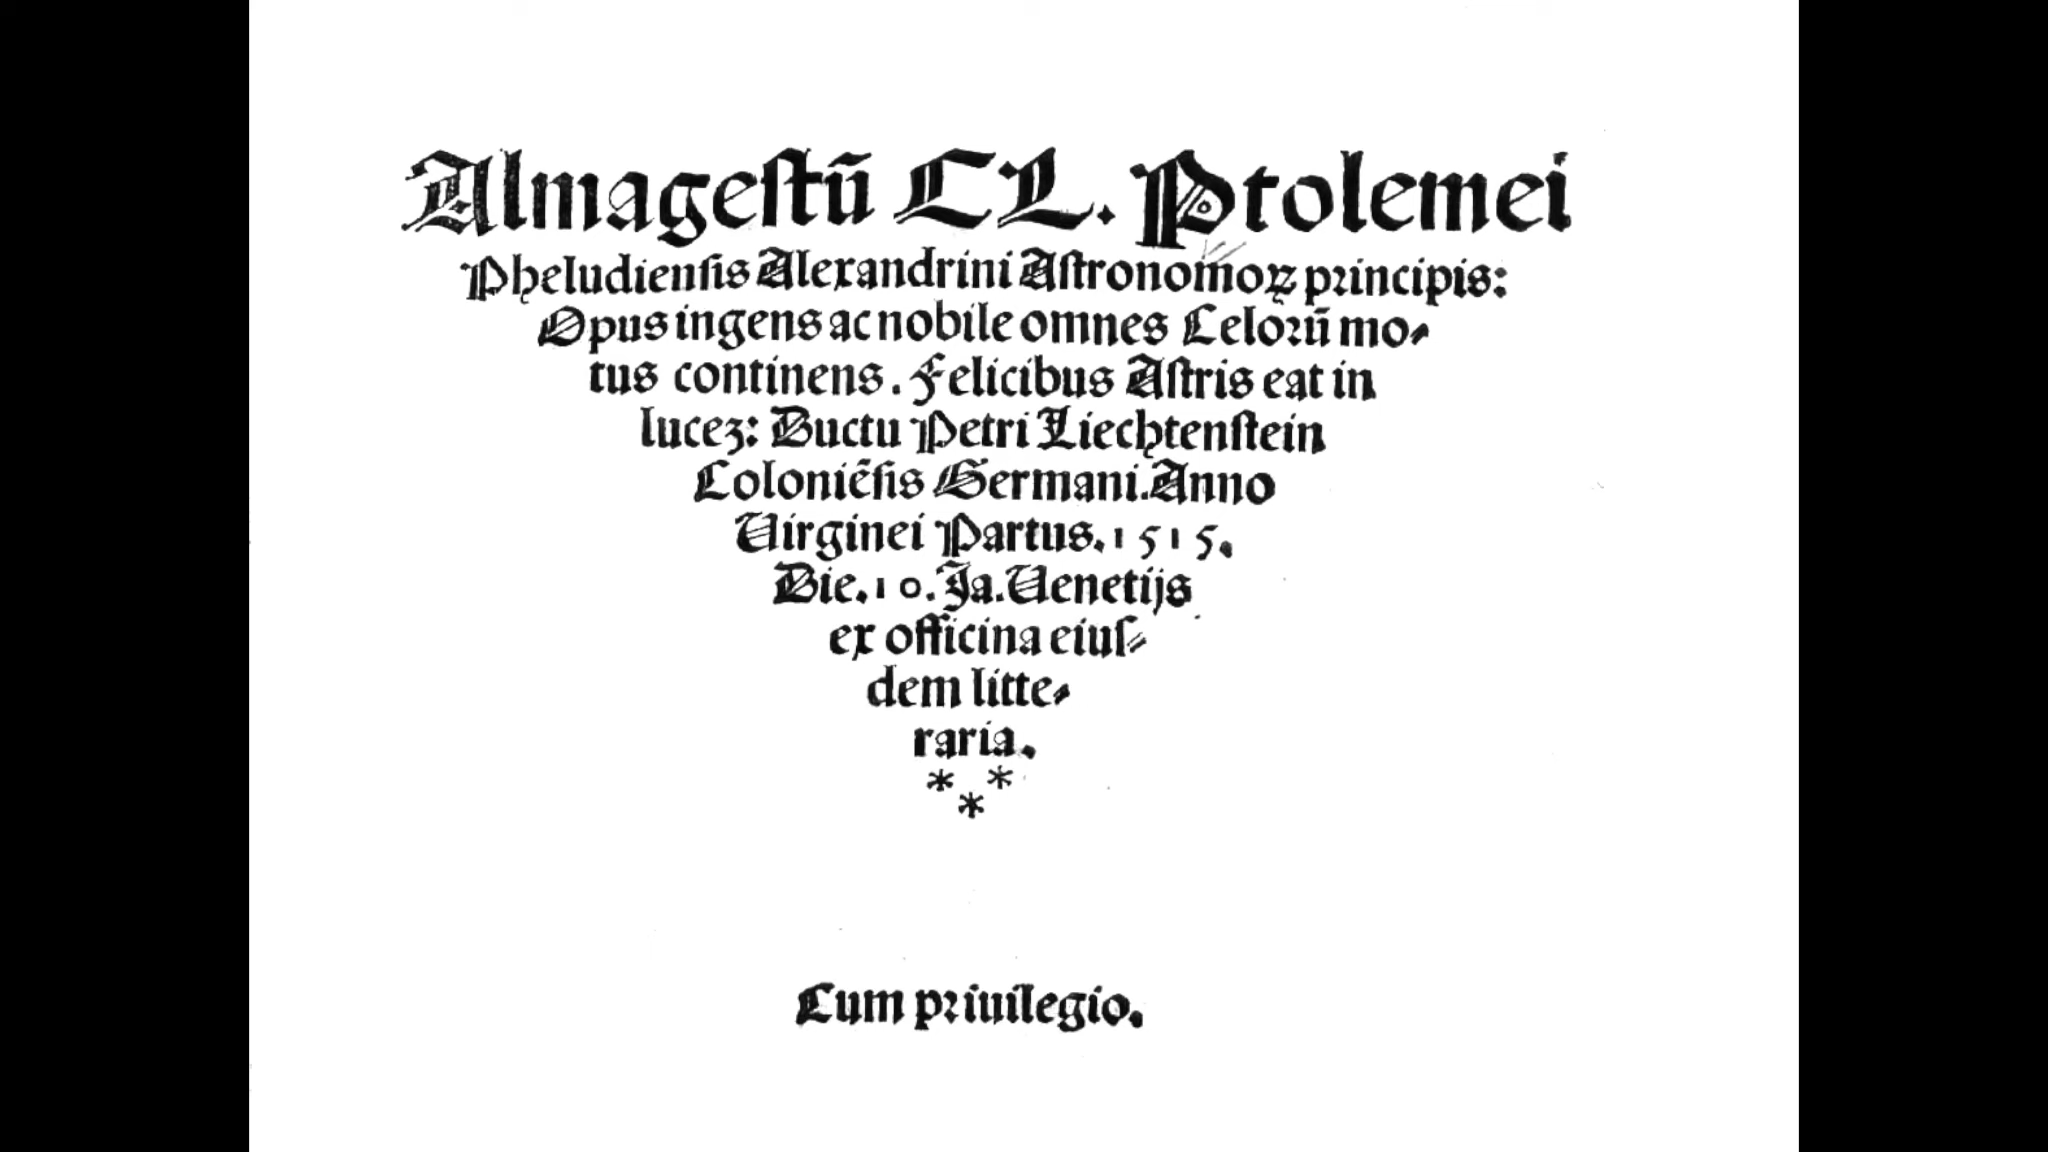 Almagestū CL. Ptolemei
Pheludiensis Alexandrini Astronomoꝝ principis:
Opus ingens ac nobile omnes Celorū mo-
tus continens. Felicibus Astris eat in
luceꝫ: Ductu Petri Liechtenstein
Coloniēsis Germani. Anno
Uirginei Partus. 1515.
Die. 10. Ja. Uenetijs
ex officina eius-
dem litte-
raria.
* *
*
Cum priuilegio.